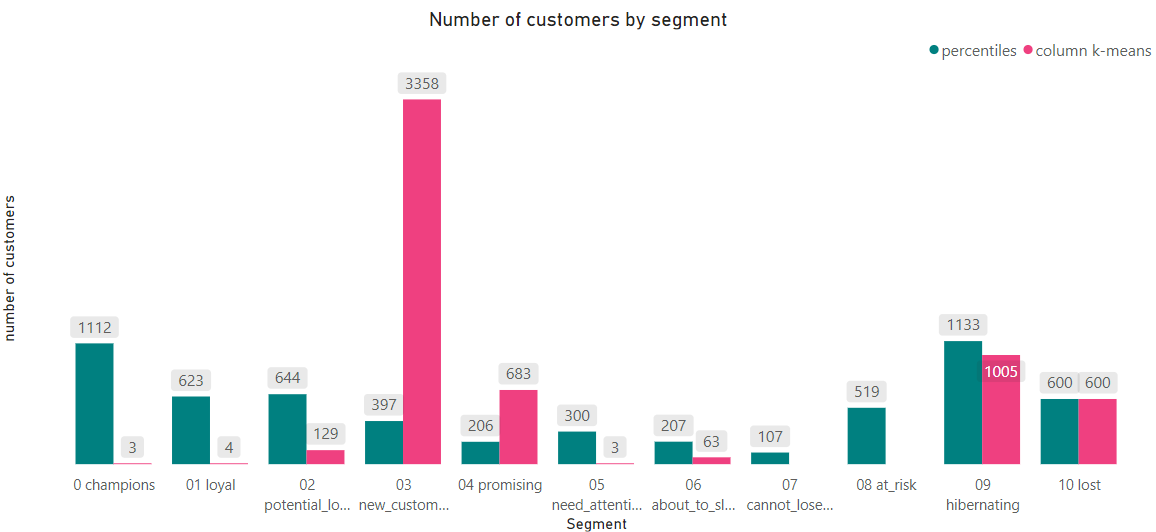 Number of customers by segment
percentiles column k-means
number of customers
3358
1112
3
623
4
644
129
397
206
683
300
3
207
63
107
519
1133
1005
600
600
0 champions
01 loyal
02
potential_lo...
03
new_custom...
04 promising
05
need_attenti...
06
about_to_sl...
07
cannot_lose...
08 at_risk
09
hibernating
10 lost
Segment